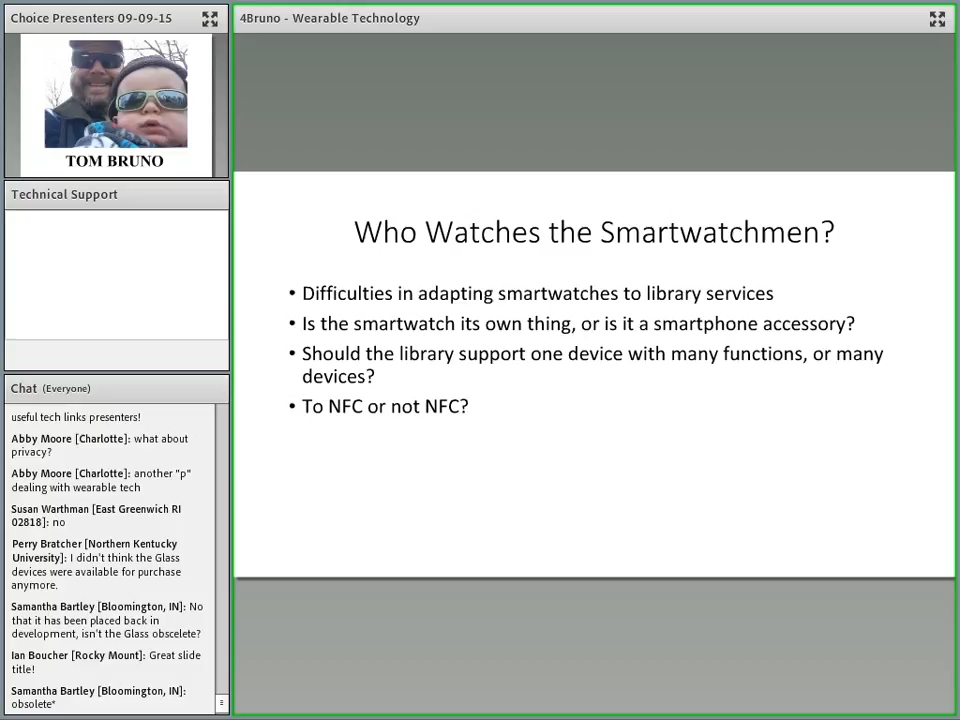 Choice Presenters 09-09-15
TOM BRUNO
Technical Support
Chat (Everyone)
useful tech links presenters!
Abby Moore [Charlotte]: what about
privacy?
Abby Moore [Charlotte]: another "p"
dealing with wearable tech
Susan Warthman [East Greenwich RI
02818]: no
Perry Bratcher [Northern Kentucky
University]: I didn't think the Glass
devices were available for purchase
anymore.
Samantha Bartley [Bloomington, IN]: No
that it has been placed back in
development, isn't the Glass obscelete?
Ian Boucher [Rocky Mount]: Great slide
title!
Samantha Bartley [Bloomington, IN]:
obsolete*
4Bruno - Wearable Technology
Who Watches the Smartwatchmen?
• Difficulties in adapting smartwatches to library services
• Is the smartwatch its own thing, or is it a smartphone accessory?
• Should the library support one device with many functions, or many
devices?
• To NFC or not NFC?